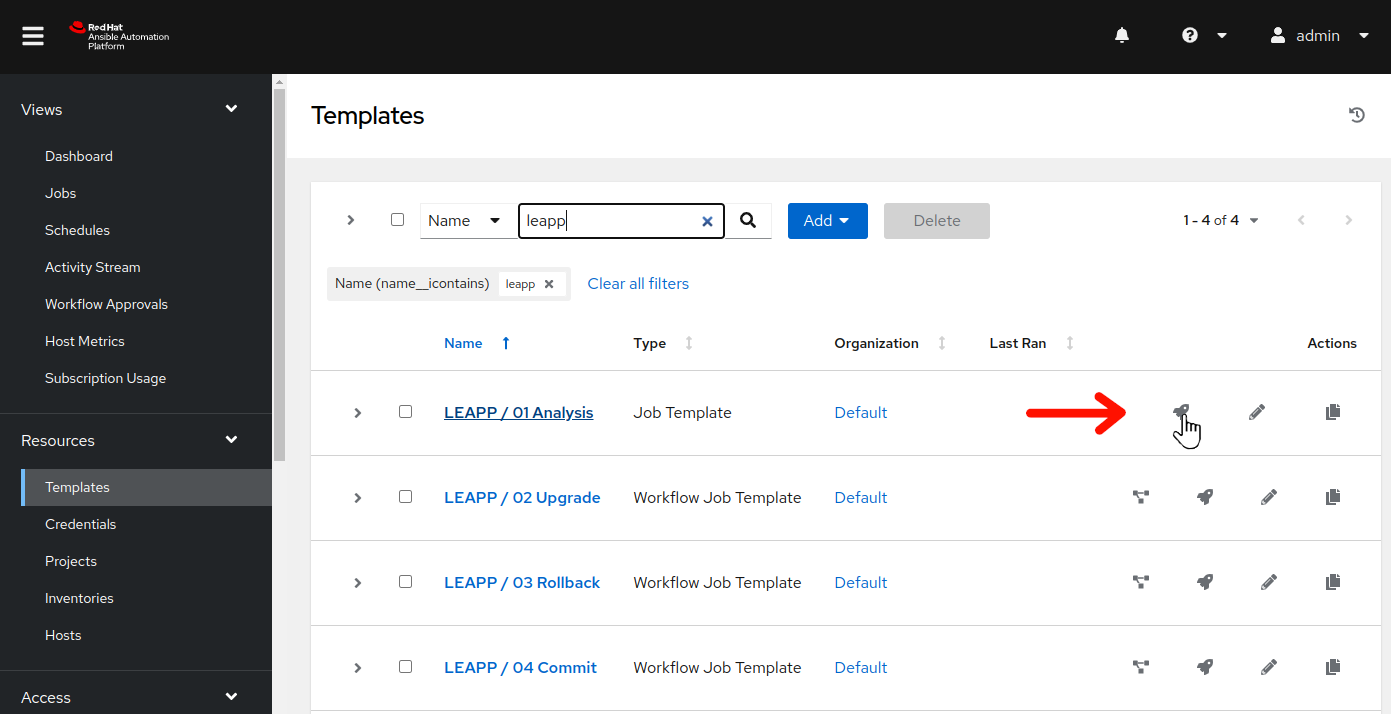 Red Hat
Ansible Automation
Platform
admin
Views
Dashboard
Jobs
Schedules
Activity Stream
Workflow Approvals
Host Metrics
Subscription Usage
Resources
Templates
Credentials
Projects
Inventories
Hosts
Access
Templates
Name leapp Add Delete 1 - 4 of 4
Name (name__icontains) leapp Clear all filters
Name Type Organization Last Ran Actions
LEAPP / 01 Analysis Job Template Default
LEAPP / 02 Upgrade Workflow Job Template Default
LEAPP / 03 Rollback Workflow Job Template Default
LEAPP / 04 Commit Workflow Job Template Default